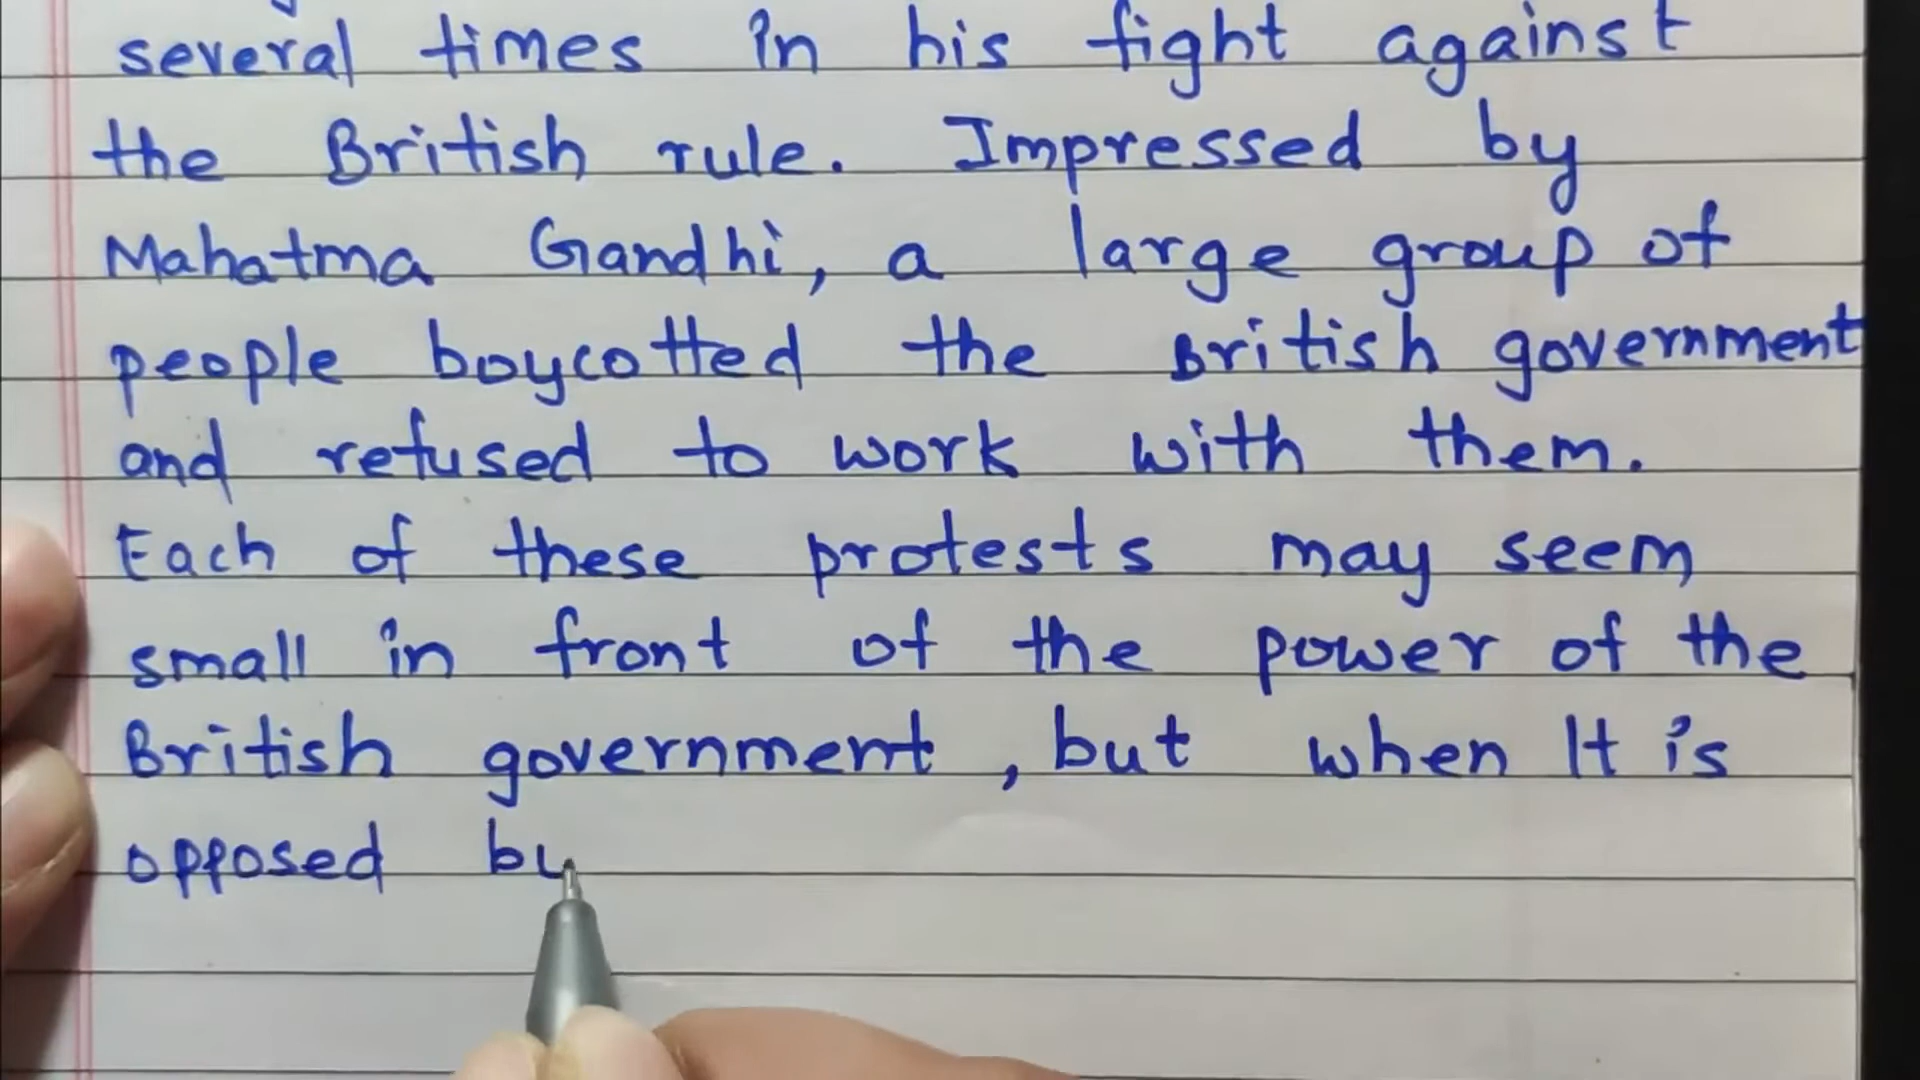 several times in his fight against
the British rule. Impressed by
Mahatma Gandhi, a large group of
people boycotted the British government
and refused to work with them.
Each of these protests may seem
small in front of the power of the
British government, but when It is
opposed